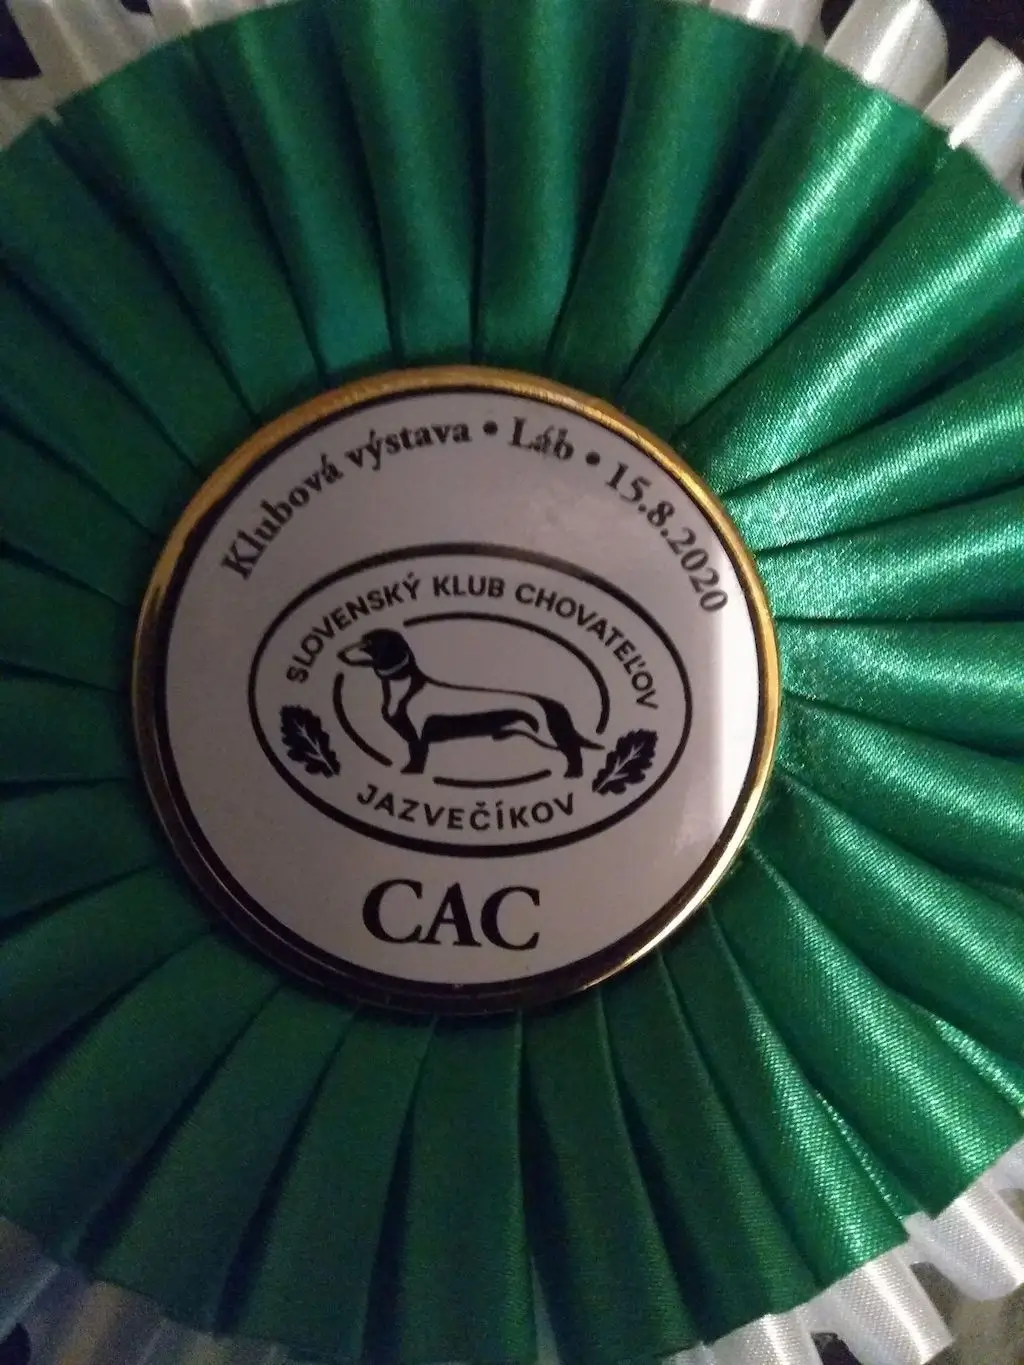 Klubová výstava • Láb • 15.8.2020
SLOVENSKÝ KLUB CHOVATEĽOV
JAZVEČÍKOV
CAC